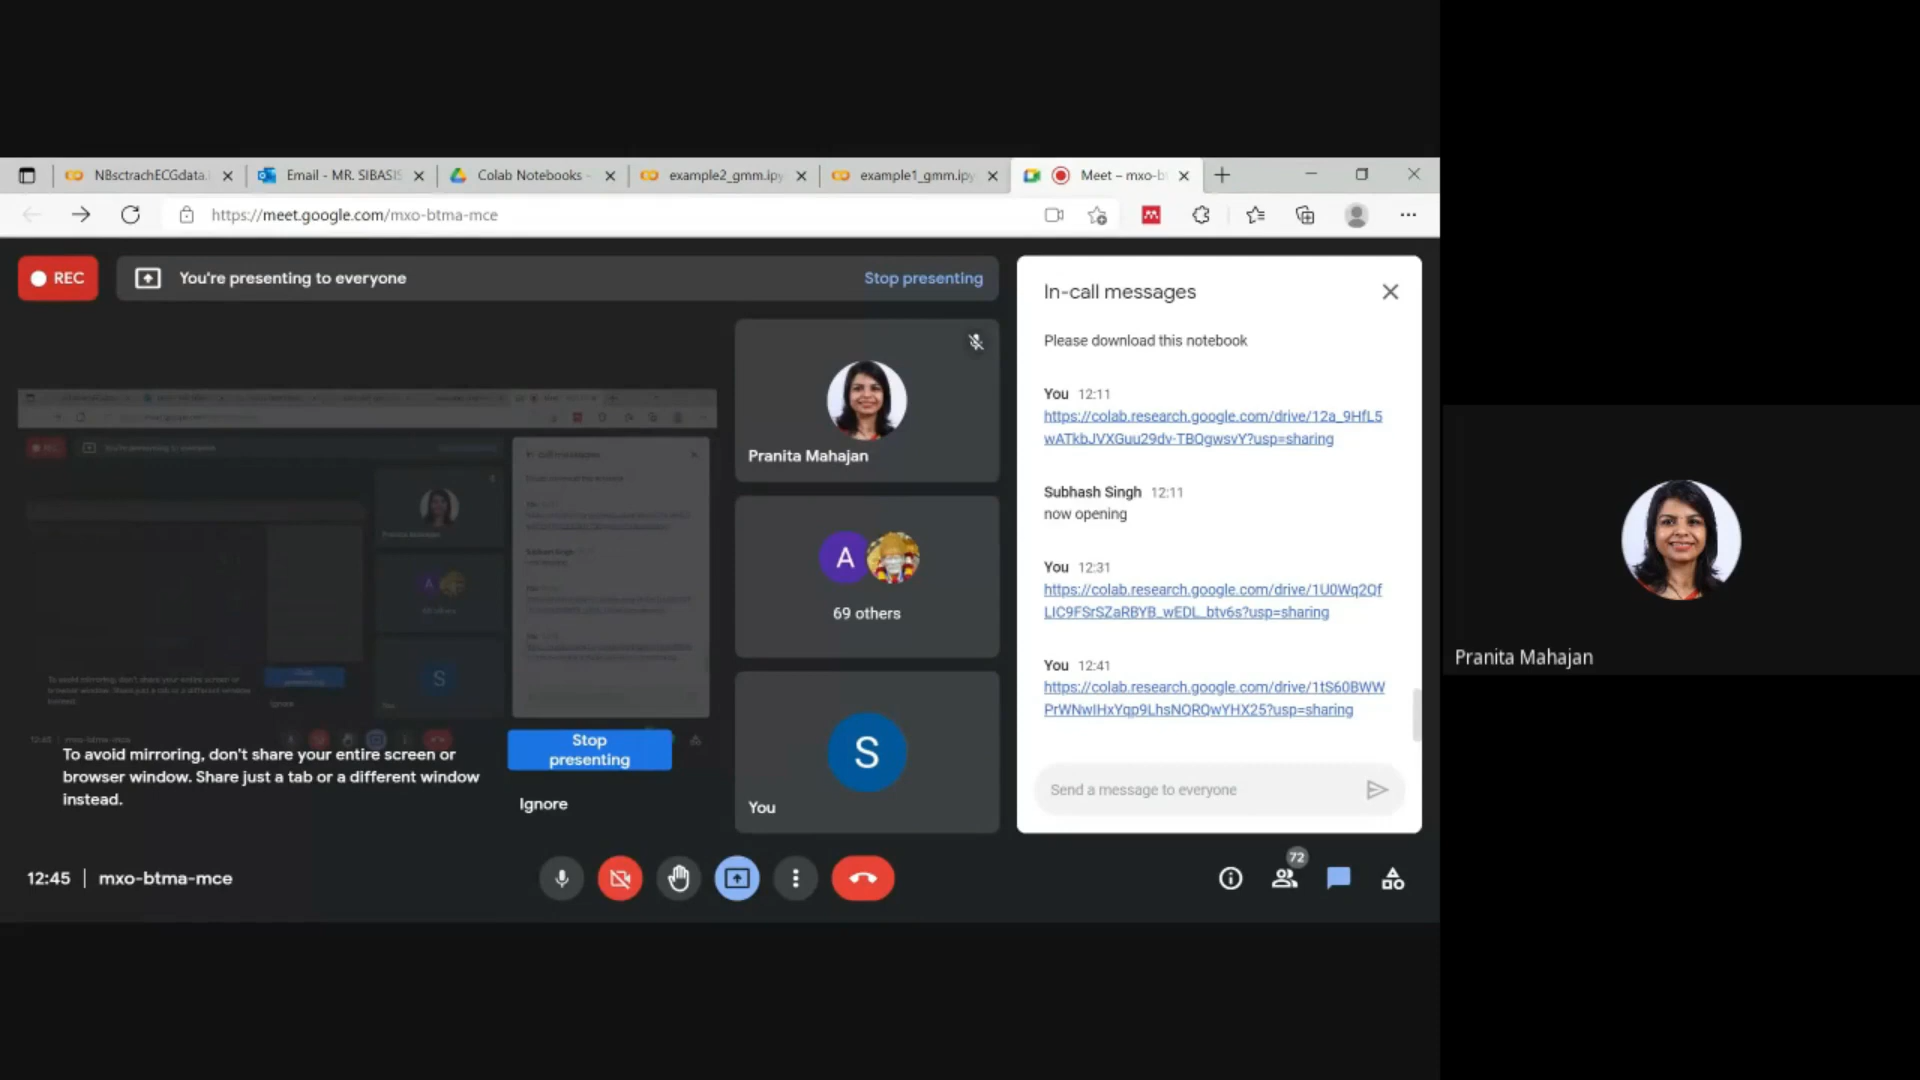 NBsctrachECGdata.
Email - MR. SIBASIS
Colab Notebooks -
example2_gmm.ipy
example1_gmm.ipy
Meet – mxo-bt
https://meet.google.com/mxo-btma-mce
REC
You're presenting to everyone
Stop presenting
Pranita Mahajan
A
69 others
S
You
To avoid mirroring, don't share your entire screen or
browser window. Share just a tab or a different window
instead.
Stop
presenting
Ignore
In-call messages
Please download this notebook
You 12:11
https://colab.research.google.com/drive/12a_9HfL5
wATkbJVXGuu29dv-TBOgwsvY?usp=sharing
Subhash Singh 12:11
now opening
You 12:31
https://colab.research.google.com/drive/1U0Wq2Qf
LIC9FSrSZaRBYB_wEDL_btv6s?usp=sharing
You 12:41
https://colab.research.google.com/drive/1tS60BWW
PrWNwIHxYqp9LhsNQRQwYHX25?usp=sharing
Send a message to everyone
12:45 | mxo-btma-mce
72
Pranita Mahajan